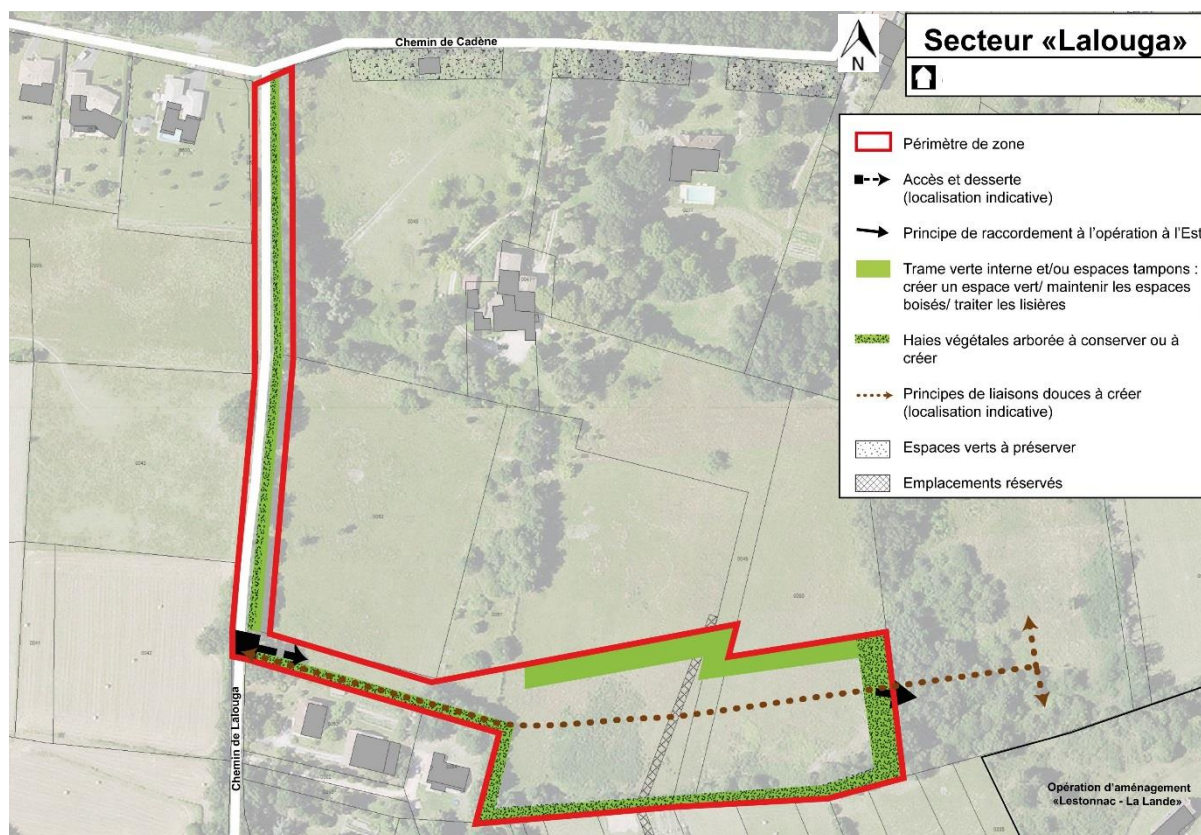 Chemin de Cadène
N
Secteur «Lalouga»
Périmètre de zone
Accès et desserte
(localisation indicative)
Principe de raccordement à l'opération à l'Est
Trame verte interne et/ou espaces tampons :
créer un espace vert/ maintenir les espaces
boisés/ traiter les lisières
Haies végétales arborée à conserver ou à
créer
Principes de liaisons douces à créer
(localisation indicative)
Espaces verts à préserver
Emplacements réservés
Chemin de Lalouga
Opération d'aménagement
«Lestonnac - La Lande»